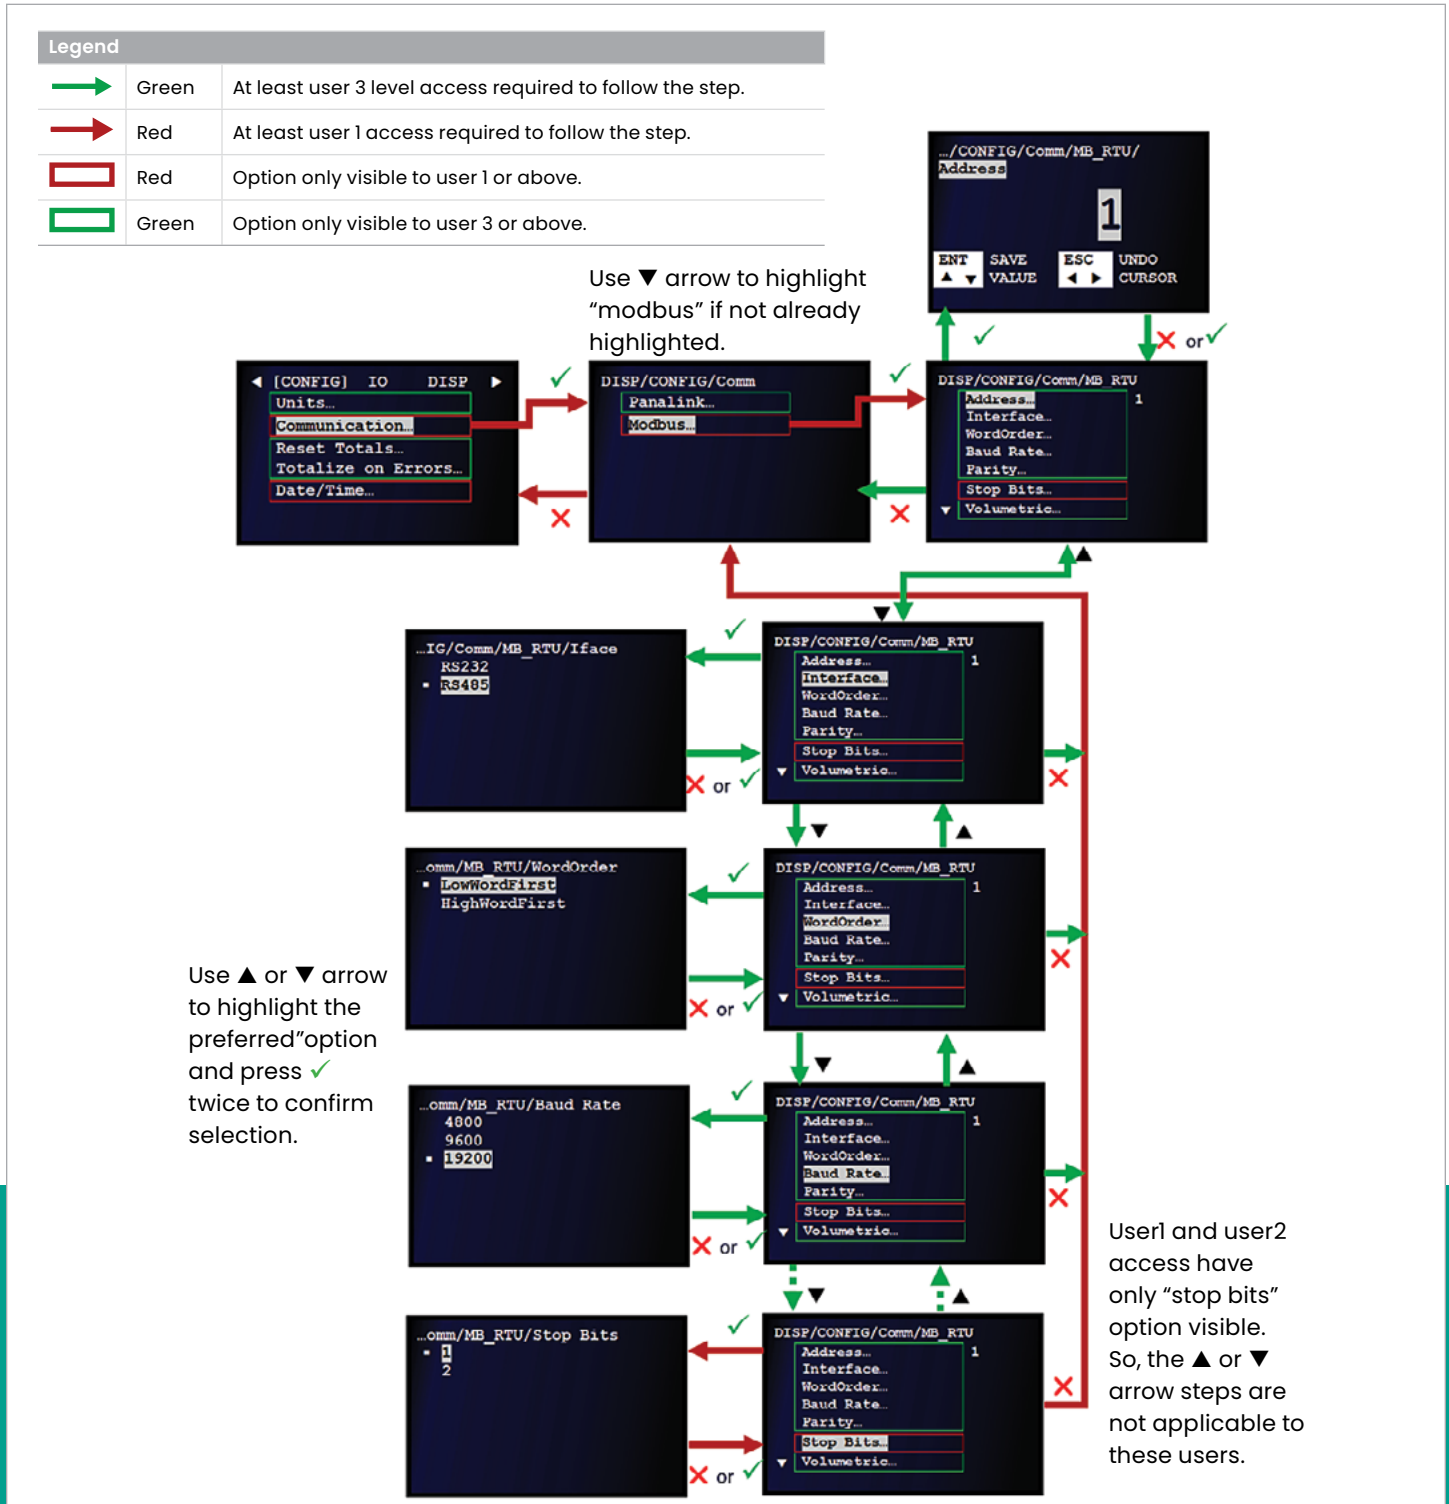 Legend
Green At least user 3 level access required to follow the step.
Red At least user 1 access required to follow the step.
Red Option only visible to user 1 or above.
Green Option only visible to user 3 or above.
…/CONFIG/Comm/MB_RTU/
Address
1
ENT SAVE ESC UNDO
▲ ▼ VALUE ◀ ▶ CURSOR
Use ▼ arrow to highlight
“modbus” if not already
highlighted.
✓
✗ or ✓
◀ [CONFIG] IO DISP ▶
Units…
Communication…
Reset Totals…
Totalize on Errors…
Date/Time…
✓
✗
DISP/CONFIG/Comm
Panalink…
Modbus…
✓
✗
DISP/CONFIG/Comm/MB_RTU
Address… 1
Interface…
WordOrder…
Baud Rate…
Parity…
Stop Bits…
▼ Volumetric…
▲
▼
…IG/Comm/MB_RTU/Iface
RS232
▪ RS485
✓
✗ or ✓
DISP/CONFIG/Comm/MB_RTU
Address… 1
Interface…
WordOrder…
Baud Rate…
Parity…
Stop Bits…
▼ Volumetric…
✗
▼ ▲
…omm/MB_RTU/WordOrder
▪ LowWordFirst
HighWordFirst
✓
✗ or ✓
DISP/CONFIG/Comm/MB_RTU
Address… 1
Interface…
WordOrder…
Baud Rate…
Parity…
Stop Bits…
▼ Volumetric…
✗
▼ ▲
Use ▲ or ▼ arrow
to highlight the
preferred”option
and press ✓
twice to confirm
selection.
…omm/MB_RTU/Baud Rate
4800
9600
▪ 19200
✓
✗ or ✓
DISP/CONFIG/Comm/MB_RTU
Address… 1
Interface…
WordOrder…
Baud Rate…
Parity…
Stop Bits…
▼ Volumetric…
✗
▼ ▲
…omm/MB_RTU/Stop Bits
▪ 1
2
✓
✗ or ✓
DISP/CONFIG/Comm/MB_RTU
Address… 1
Interface…
WordOrder…
Baud Rate…
Parity…
Stop Bits…
▼ Volumetric…
✗
User1 and user2
access have
only “stop bits”
option visible.
So, the ▲ or ▼
arrow steps are
not applicable to
these users.